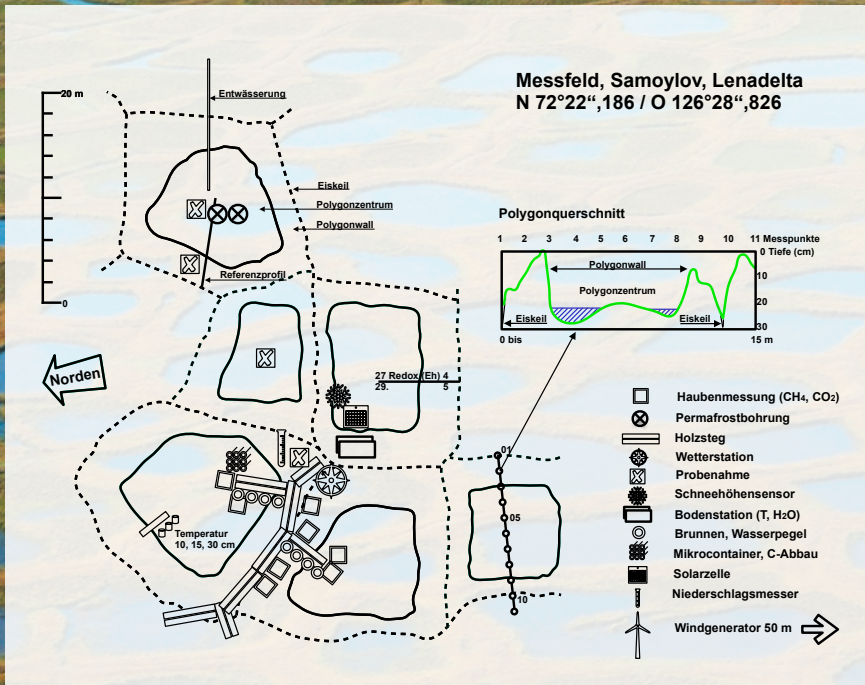 Messfeld, Samoylov, Lenadelta
N 72°22“,186 / O 126°28“,826
20 m
0
Entwässerung
Eiskeil
Polygonzentrum
Polygonwall
Referenzprofil
Norden
27 Redox (Eh) 4
29. 5
Temperatur
10, 15, 30 cm
01
05
10
Polygonquerschnitt
1 2 3 4 5 6 7 8 9 10 11 Messpunkte
0 Tiefe (cm)
10
20
30
Polygonwall
Polygonzentrum
Eiskeil Eiskeil
0 bis 15 m
Haubenmessung (CH4, CO2)
Permafrostbohrung
Holzsteg
Wetterstation
Probenahme
Schneehöhensensor
Bodenstation (T, H2O)
Brunnen, Wasserpegel
Mikrocontainer, C-Abbau
Solarzelle
Niederschlagsmesser
Windgenerator 50 m